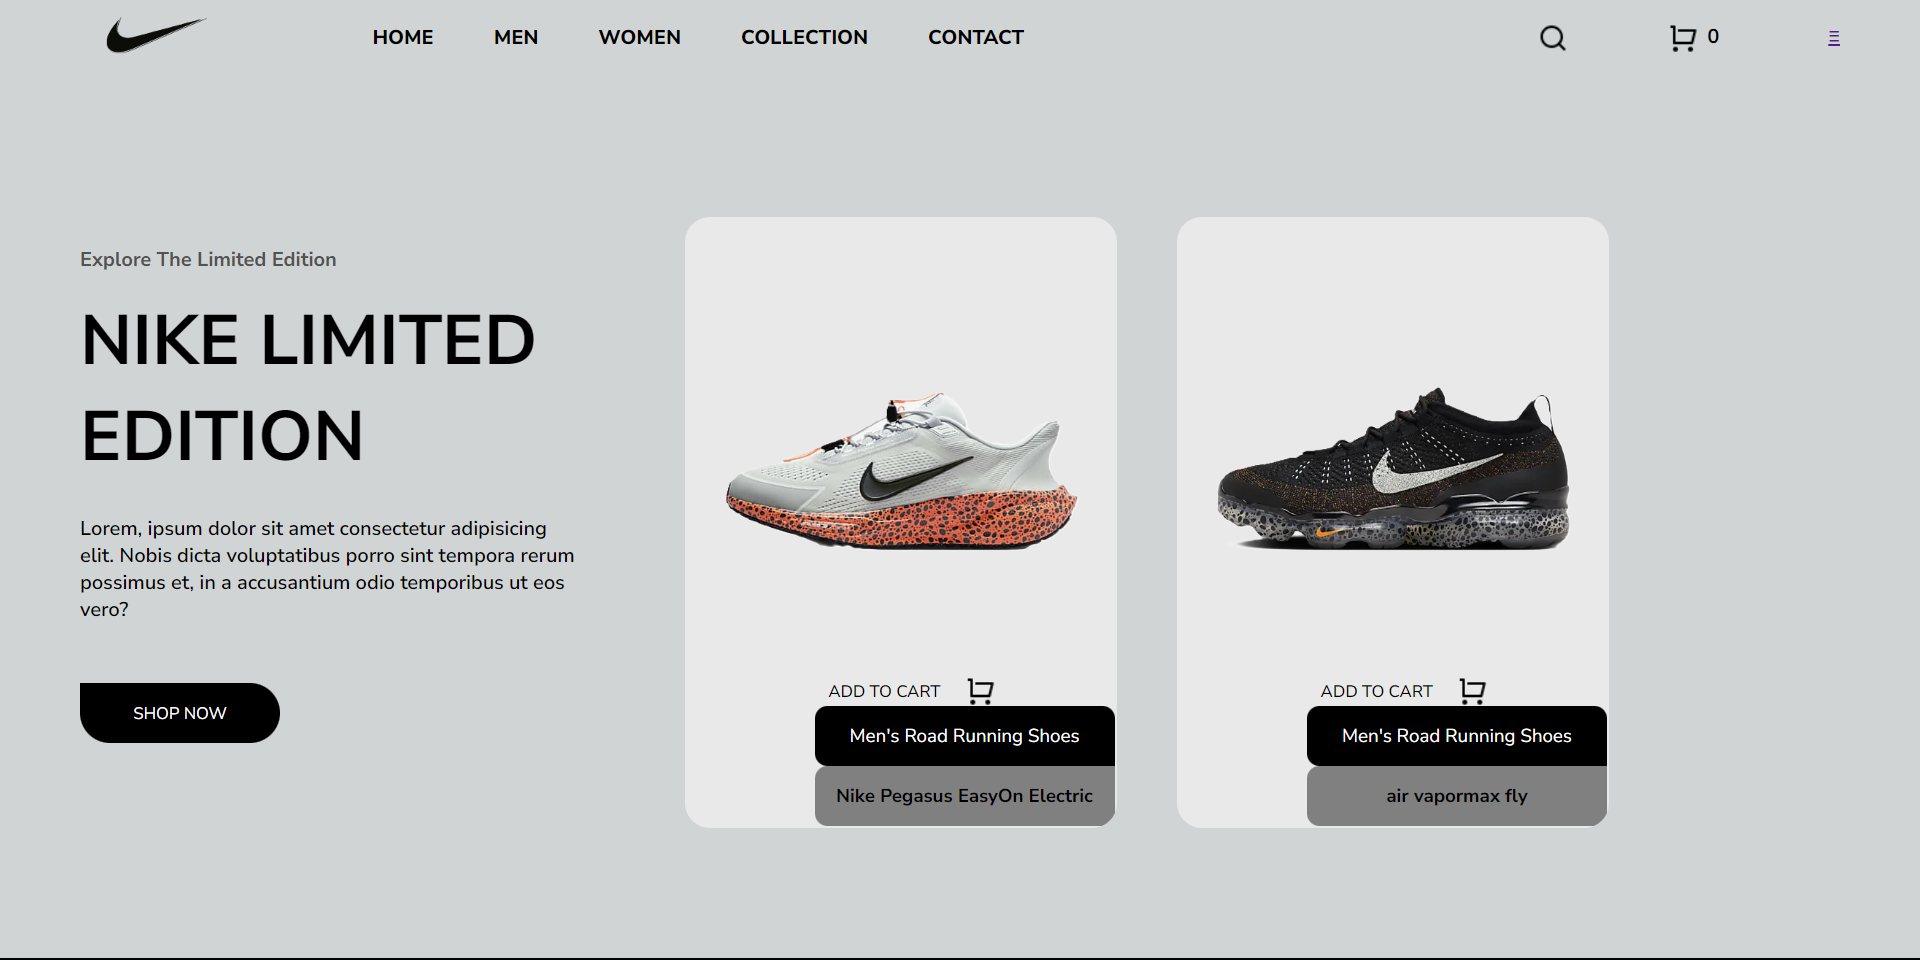 HOME MEN WOMEN COLLECTION CONTACT 0 Ξ
Explore The Limited Edition
NIKE LIMITED
EDITION
Lorem, ipsum dolor sit amet consectetur adipisicing
elit. Nobis dicta voluptatibus porro sint tempora rerum
possimus et, in a accusantium odio temporibus ut eos
vero?
SHOP NOW
ADD TO CART
Men's Road Running Shoes
Nike Pegasus EasyOn Electric
ADD TO CART
Men's Road Running Shoes
air vapormax fly